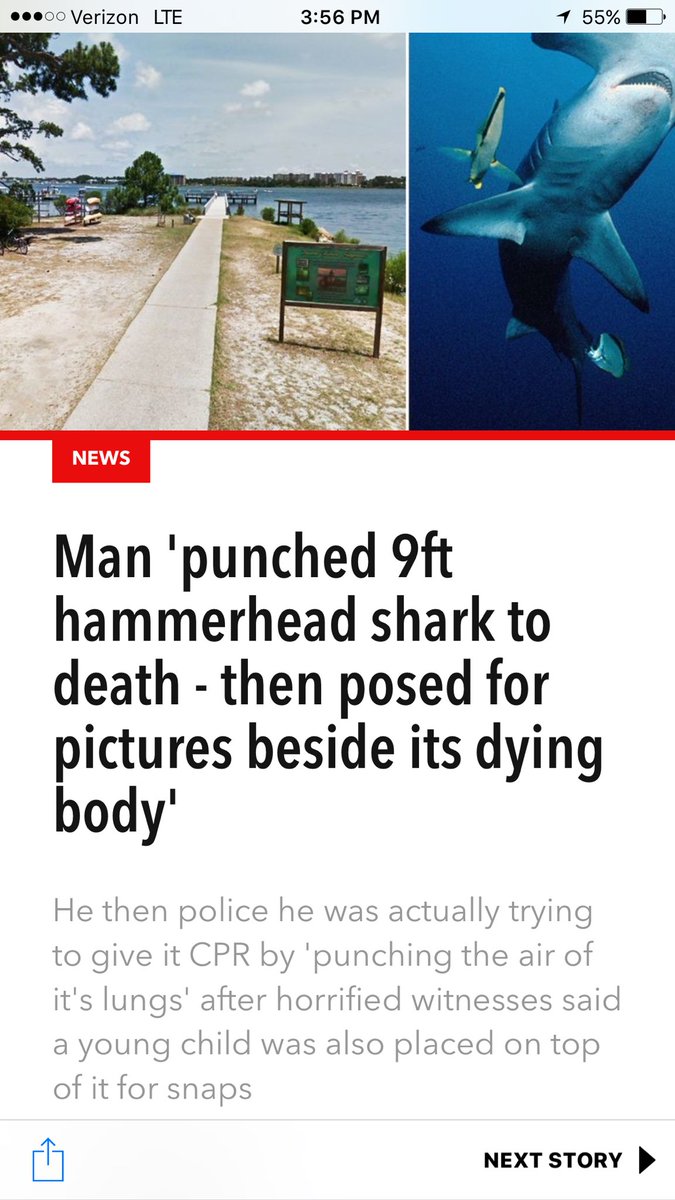 Verizon LTE 3:56 PM 55%
NEWS
Man 'punched 9ft
hammerhead shark to
death - then posed for
pictures beside its dying
body'
He then police he was actually trying
to give it CPR by 'punching the air of
it's lungs' after horrified witnesses said
a young child was also placed on top
of it for snaps
NEXT STORY